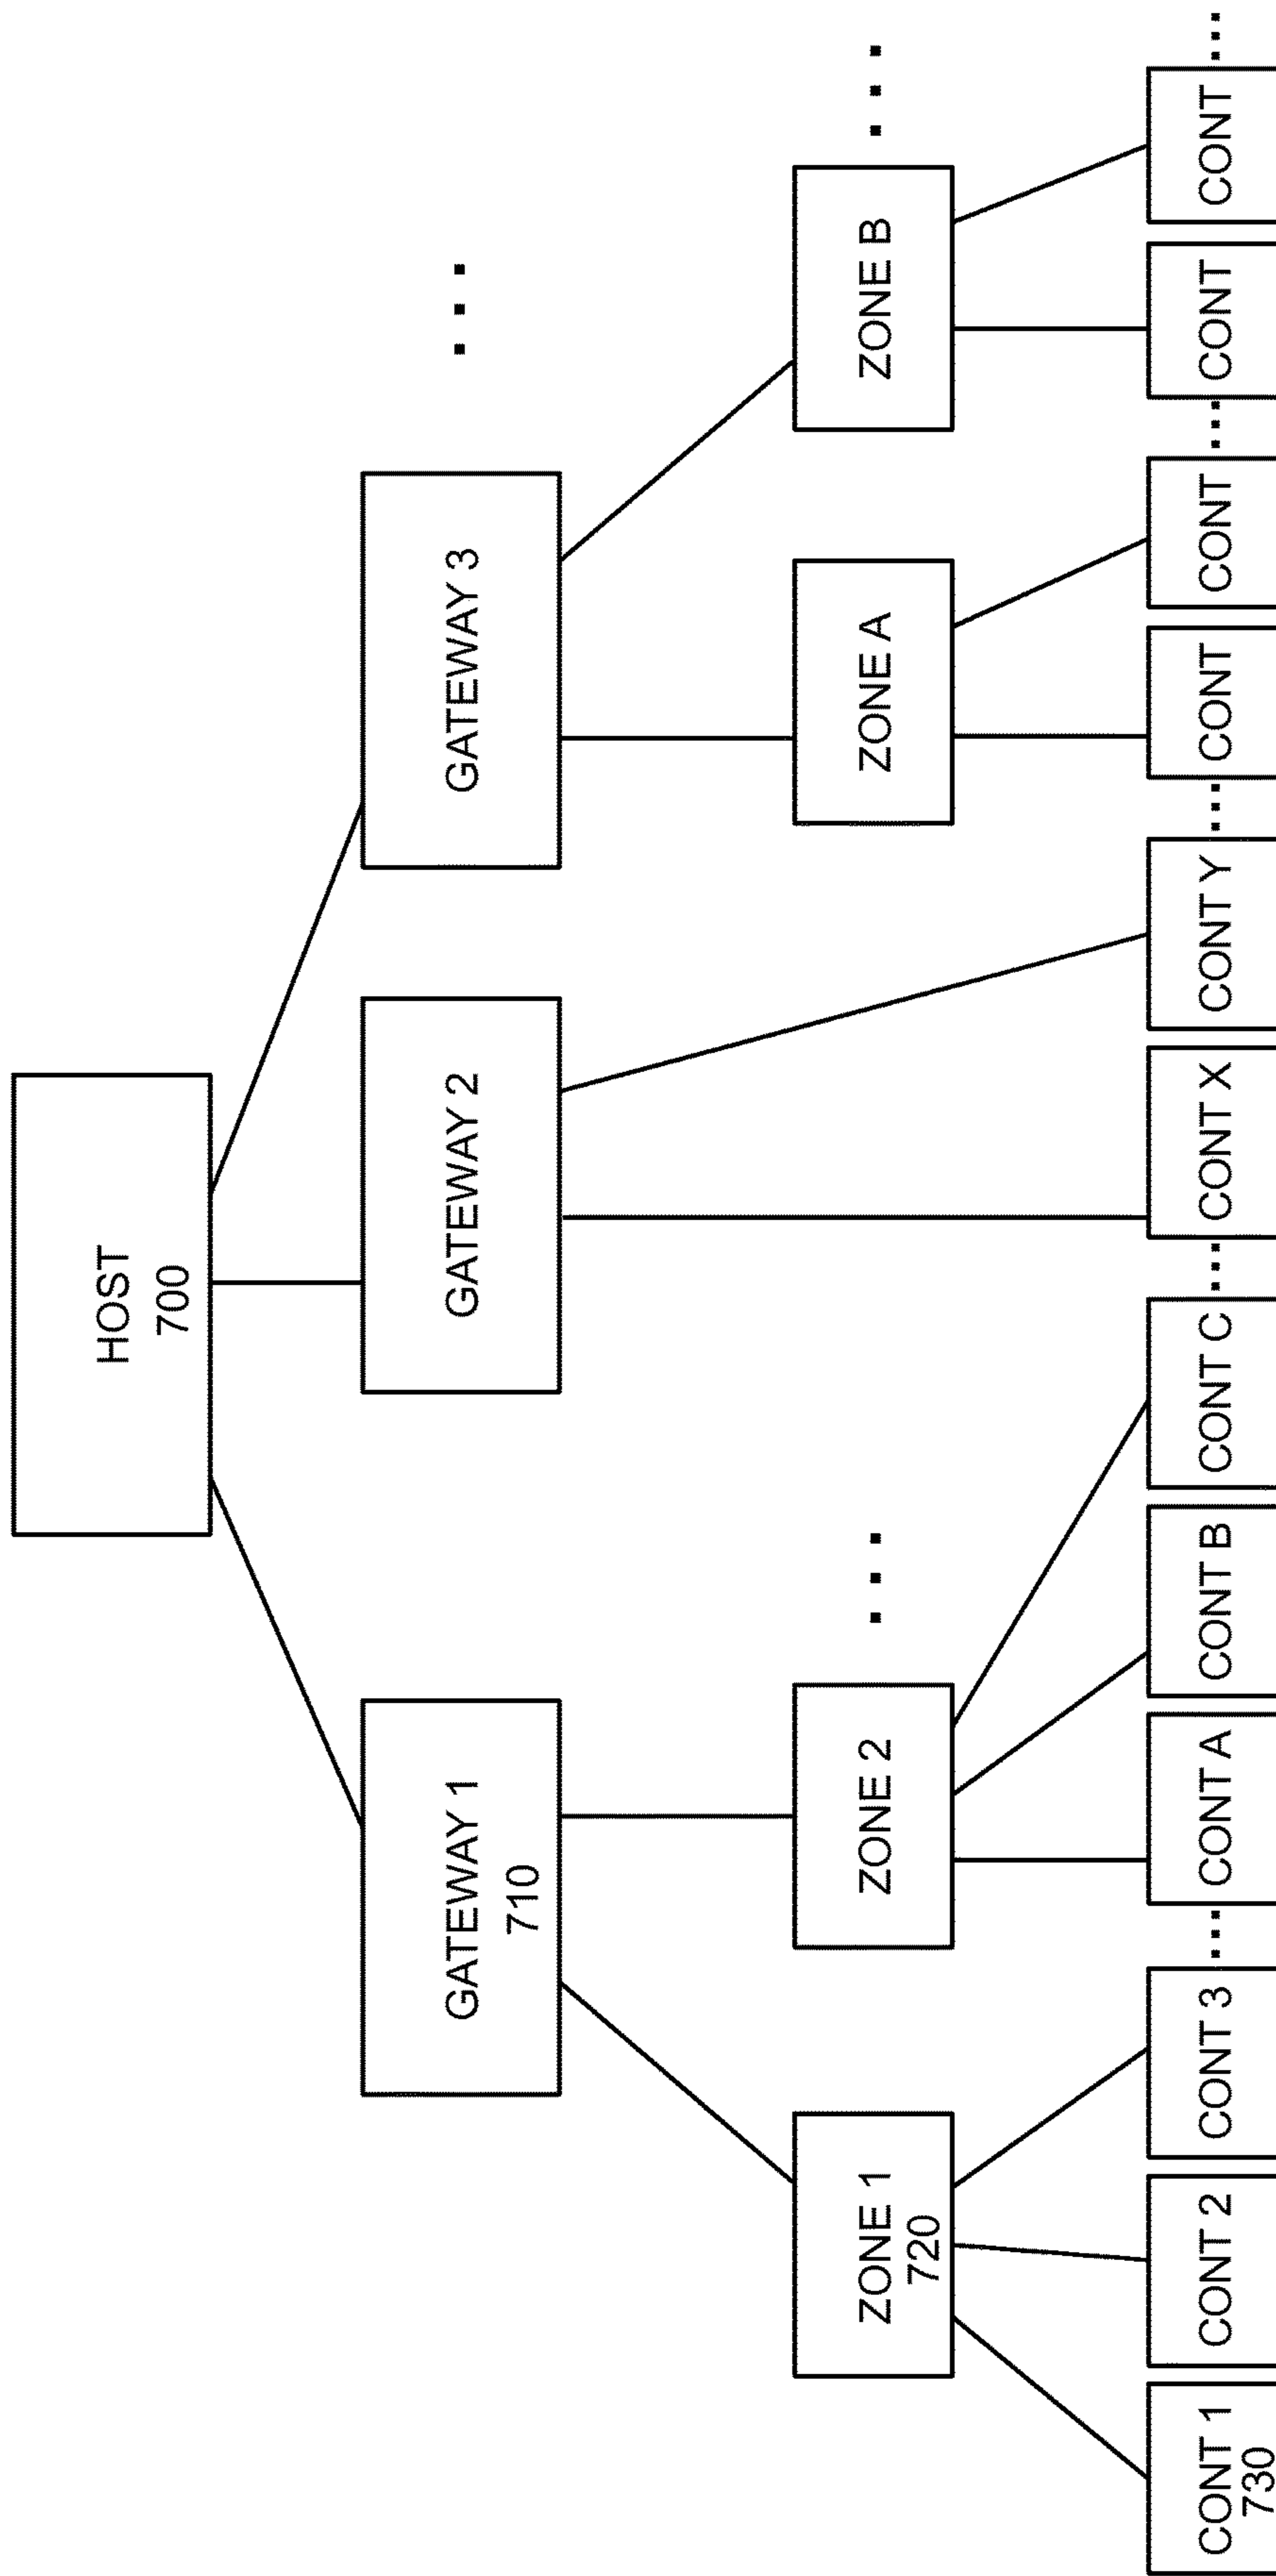 HOST
700
GATEWAY 1
710
GATEWAY 2
GATEWAY 3
. . .
ZONE 1
720
ZONE 2
. . .
ZONE A
ZONE B
. . .
CONT 1
730
CONT 2
CONT 3
...
CONT A
CONT B
CONT C
...
CONT X
CONT Y
...
CONT
CONT
...
CONT
CONT
...